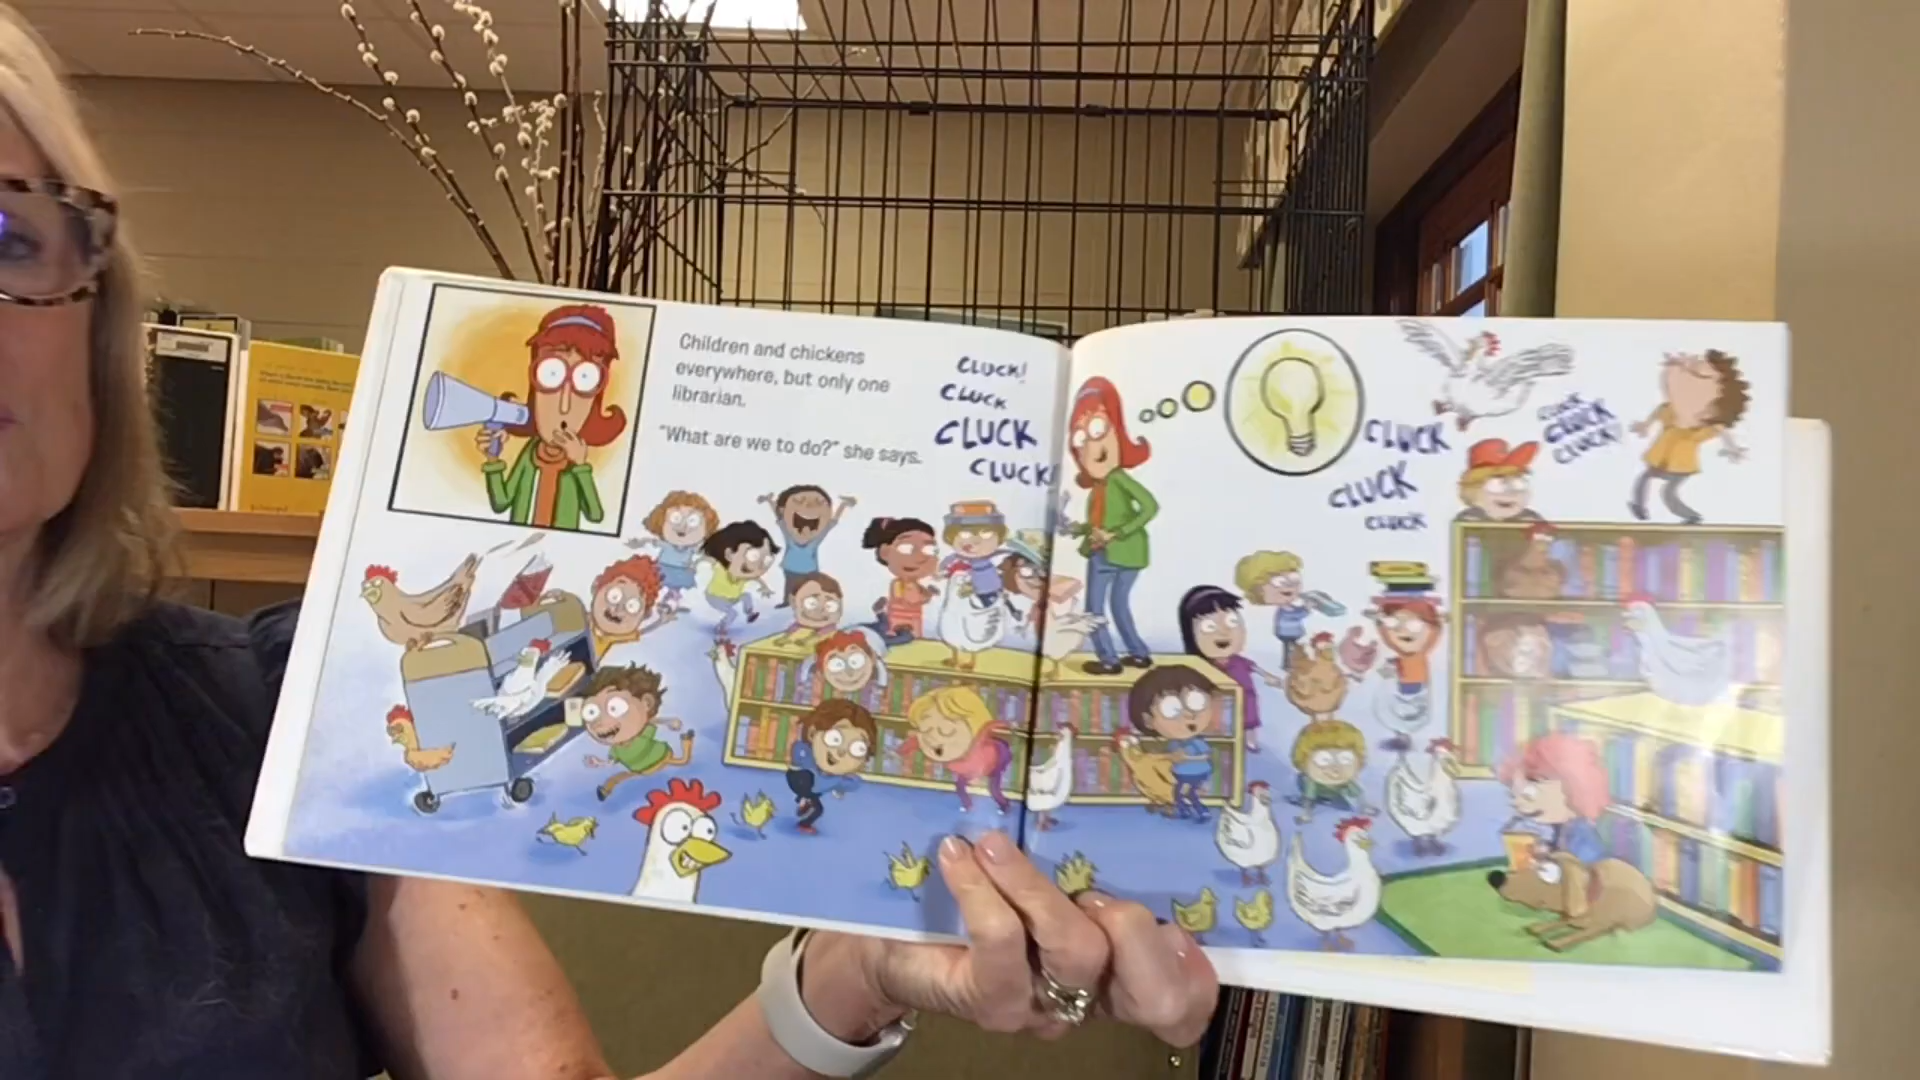 Children and chickens
everywhere, but only one
librarian.
"What are we to do?" she says.
CLUCK!
CLUCK
CLUCK
CLUCK!
CLUCK
CLUCK
CLUCK
CLUCK
CLUCK
CLUCK!